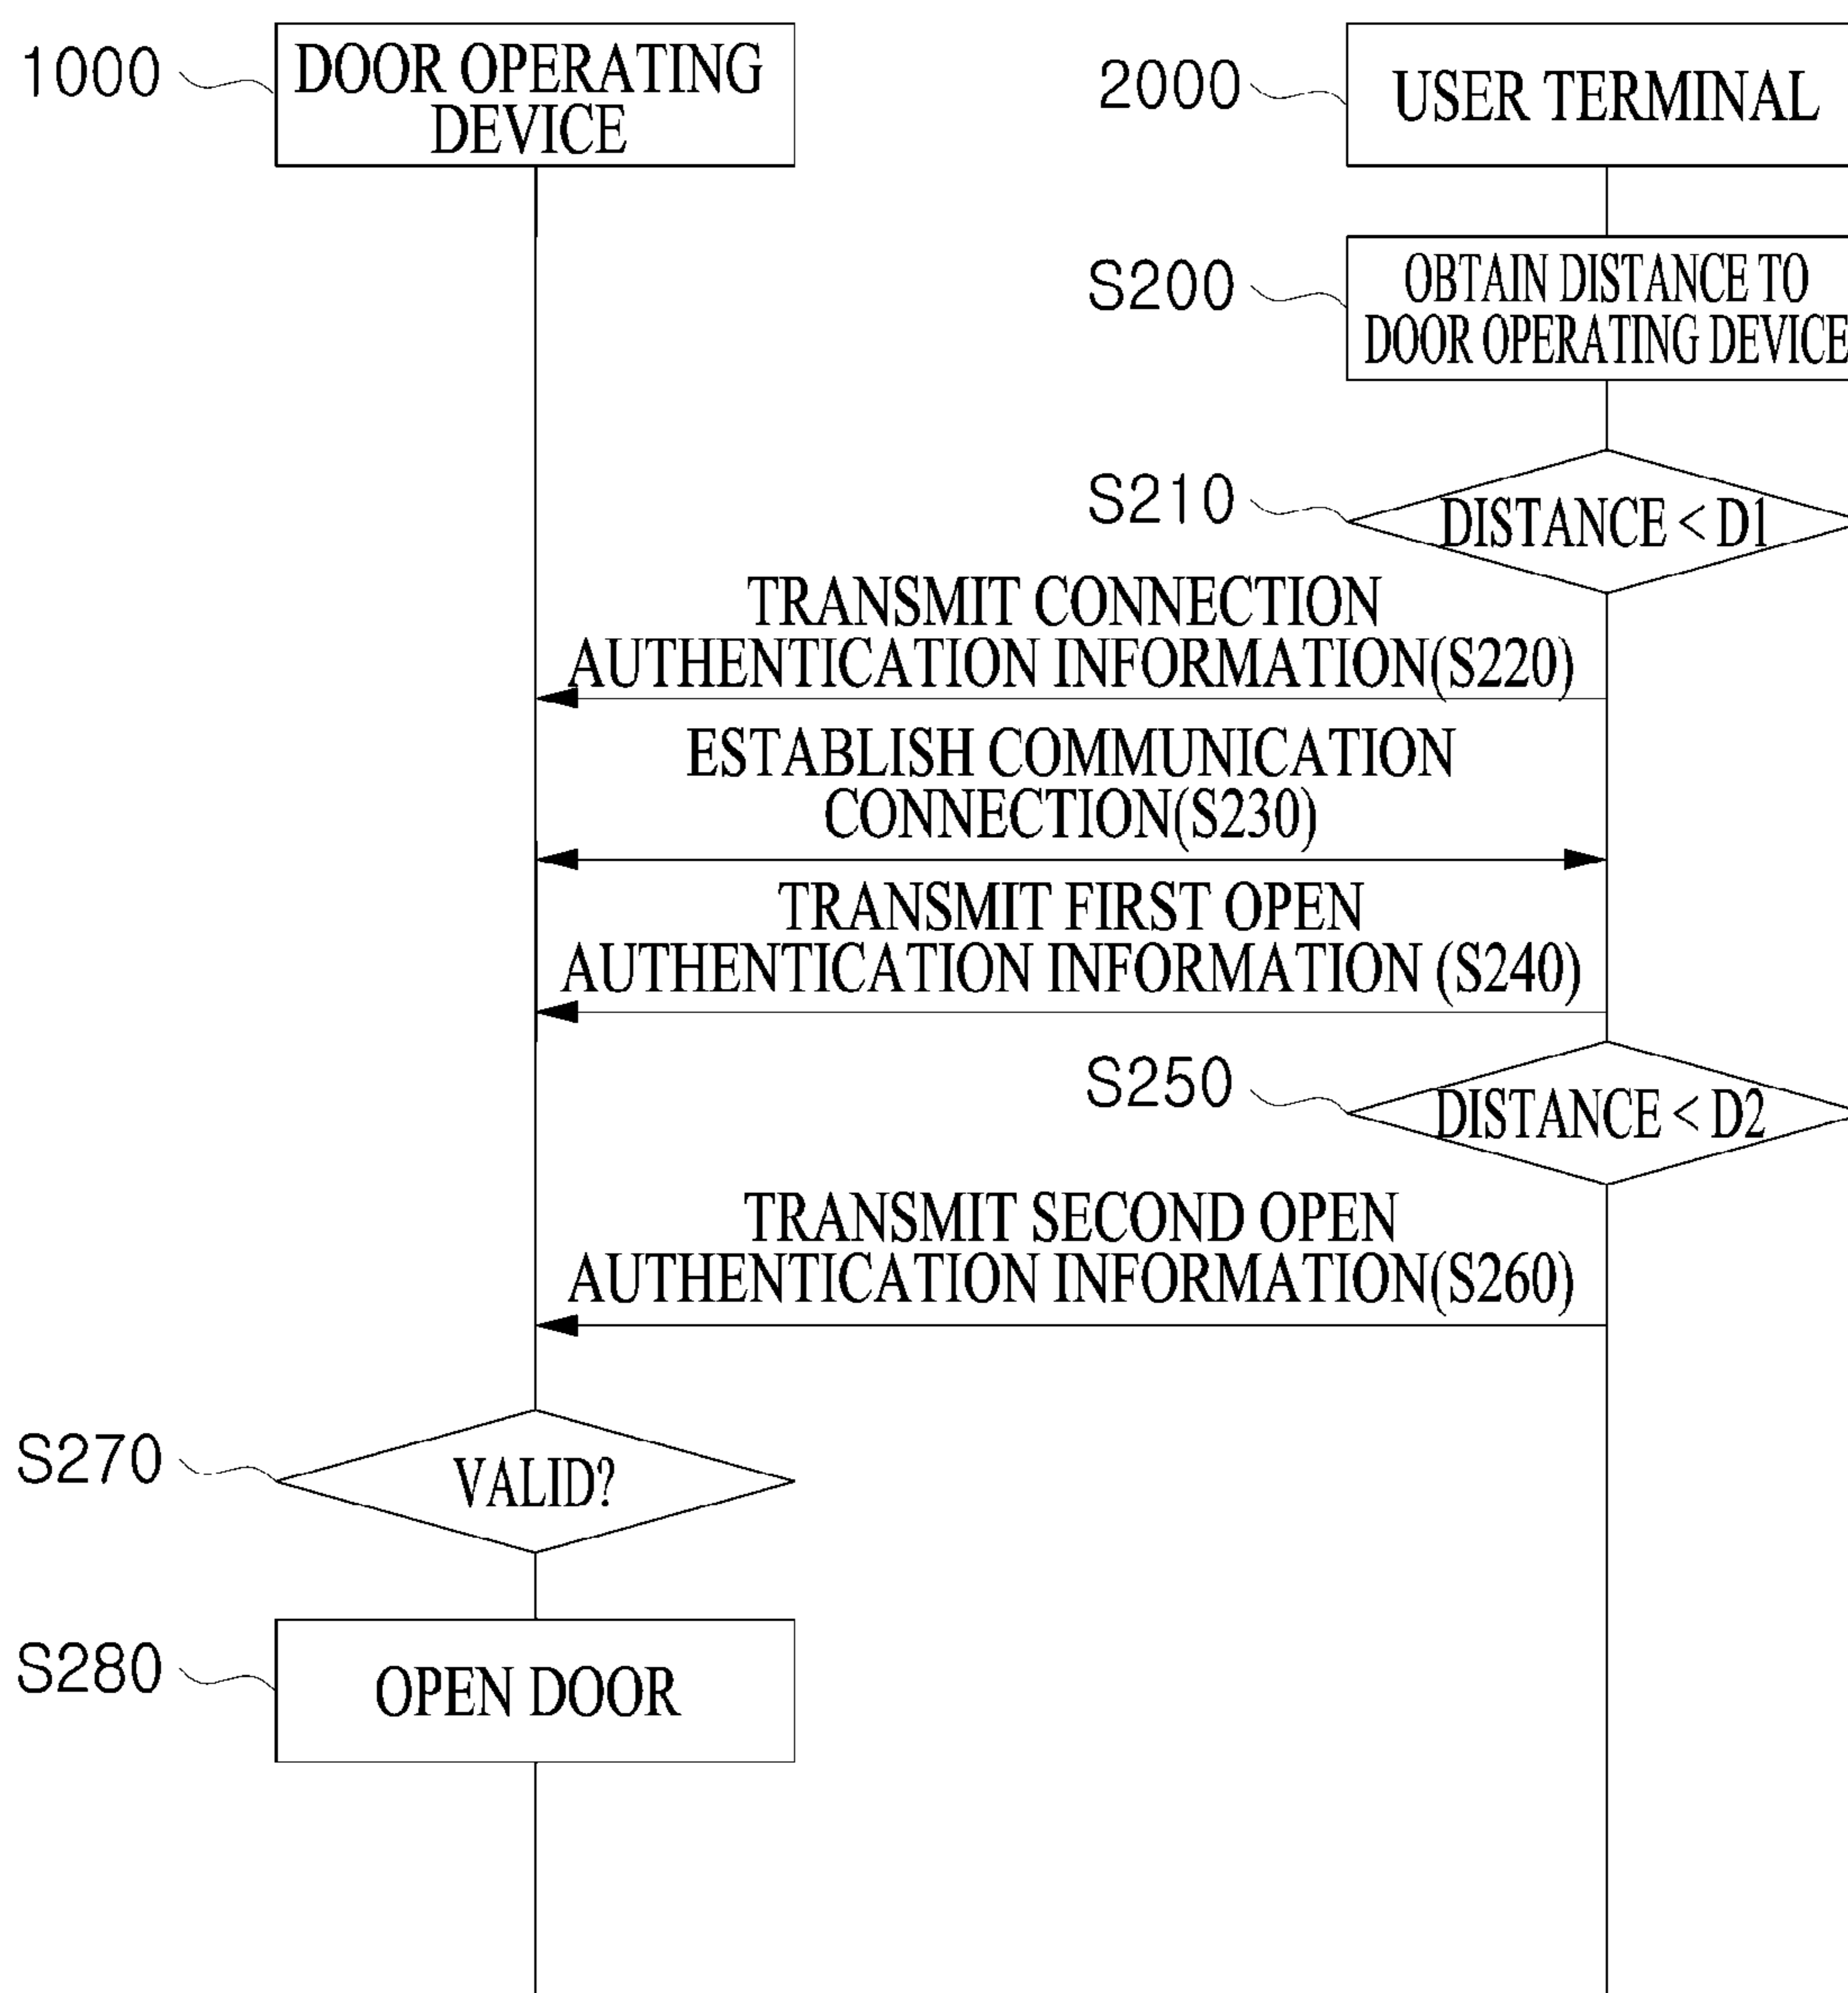 1000
DOOR OPERATING
DEVICE
2000
USER TERMINAL
S200
OBTAIN DISTANCE TO
DOOR OPERATING DEVICE
S210
DISTANCE < D1
TRANSMIT CONNECTION
AUTHENTICATION INFORMATION(S220)
ESTABLISH COMMUNICATION
CONNECTION(S230)
TRANSMIT FIRST OPEN
AUTHENTICATION INFORMATION (S240)
S250
DISTANCE < D2
TRANSMIT SECOND OPEN
AUTHENTICATION INFORMATION(S260)
S270
VALID?
S280
OPEN DOOR